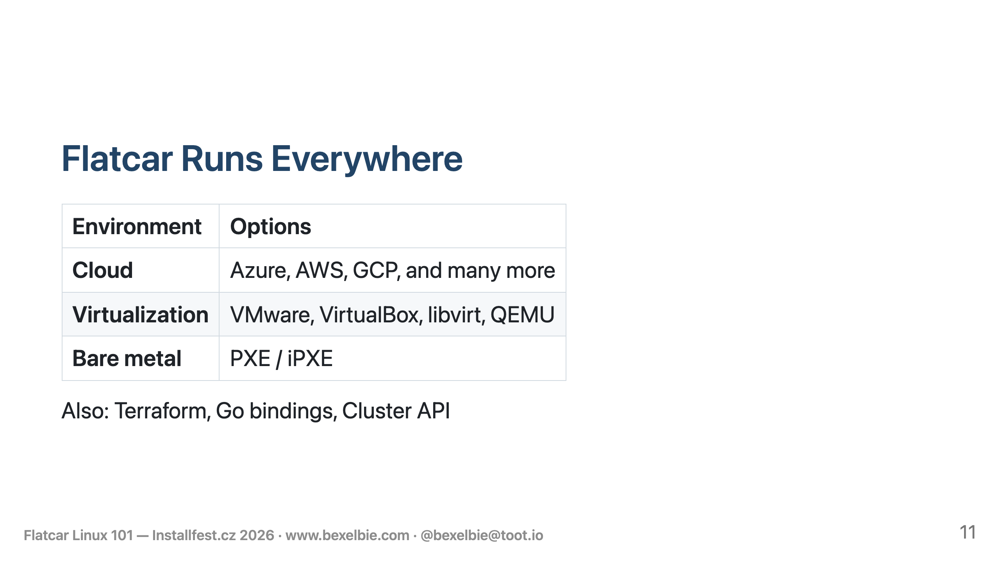 Flatcar Runs Everywhere
Environment Options
Cloud Azure, AWS, GCP, and many more
Virtualization VMware, VirtualBox, libvirt, QEMU
Bare metal PXE / iPXE
Also: Terraform, Go bindings, Cluster API
Flatcar Linux 101 — Installfest.cz 2026 · www.bexelbie.com · @bexelbie@toot.io
11